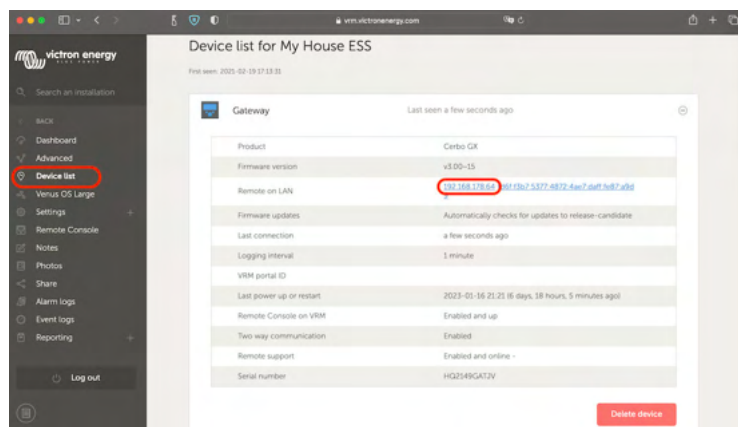 vrm.victronenergy.com
victron energy
BLUE POWER
Search an installation
BACK
Dashboard
Advanced
Device list
Venus OS Large
Settings
Remote Console
Notes
Photos
Share
Alarm logs
Event logs
Reporting
Log out
Device list for My House ESS
First seen: 2021-02-19 17:13:31
Gateway Last seen a few seconds ago
Product Cerbo GX
Firmware version v3.00~15
Remote on LAN 192.168.178.64
Firmware updates Automatically checks for updates to release-candidate
Last connection a few seconds ago
Logging interval 1 minute
VRM portal ID
Last power up or restart 2023-01-16 21:21 (6 days, 18 hours, 5 minutes ago)
Remote Console on VRM Enabled and up
Two way communication Enabled
Remote support Enabled and online -
Serial number HQ2149GAT2V
Delete device